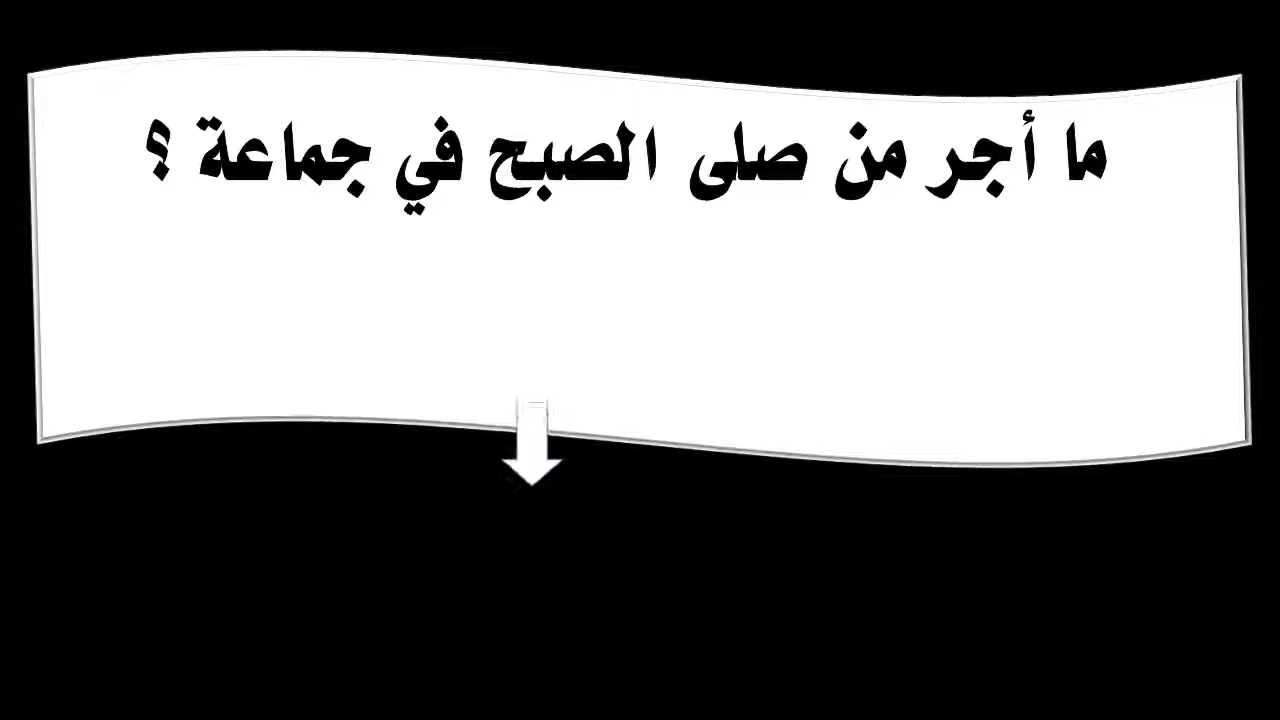 ما أجر من صلى الصبح في جماعة ؟